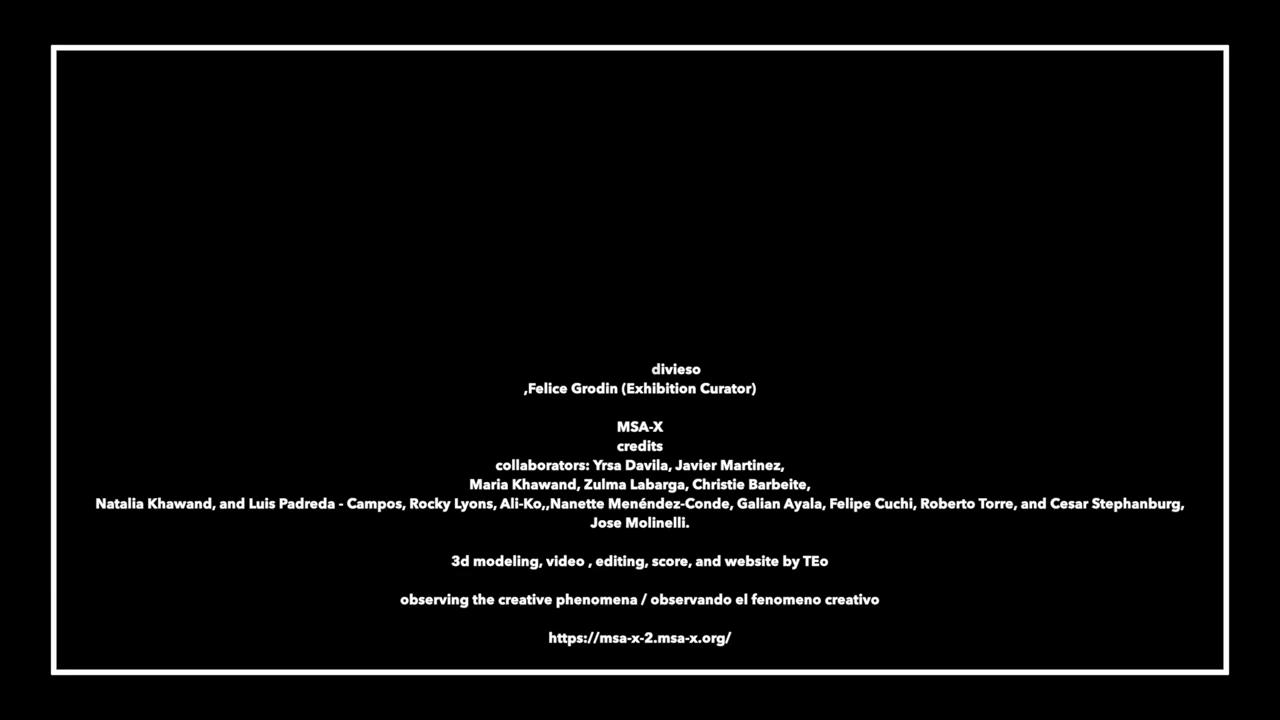 divieso
,Felice Grodin (Exhibition Curator)
MSA-X
credits
collaborators: Yrsa Davila, Javier Martinez,
Maria Khawand, Zulma Labarga, Christie Barbeite,
Natalia Khawand, and Luis Padreda - Campos, Rocky Lyons, Ali-Ko,,Nanette Menéndez-Conde, Galian Ayala, Felipe Cuchi, Roberto Torre, and Cesar Stephanburg,
Jose Molinelli.
3d modeling, video , editing, score, and website by TEo
observing the creative phenomena / observando el fenomeno creativo
https://msa-x-2.msa-x.org/